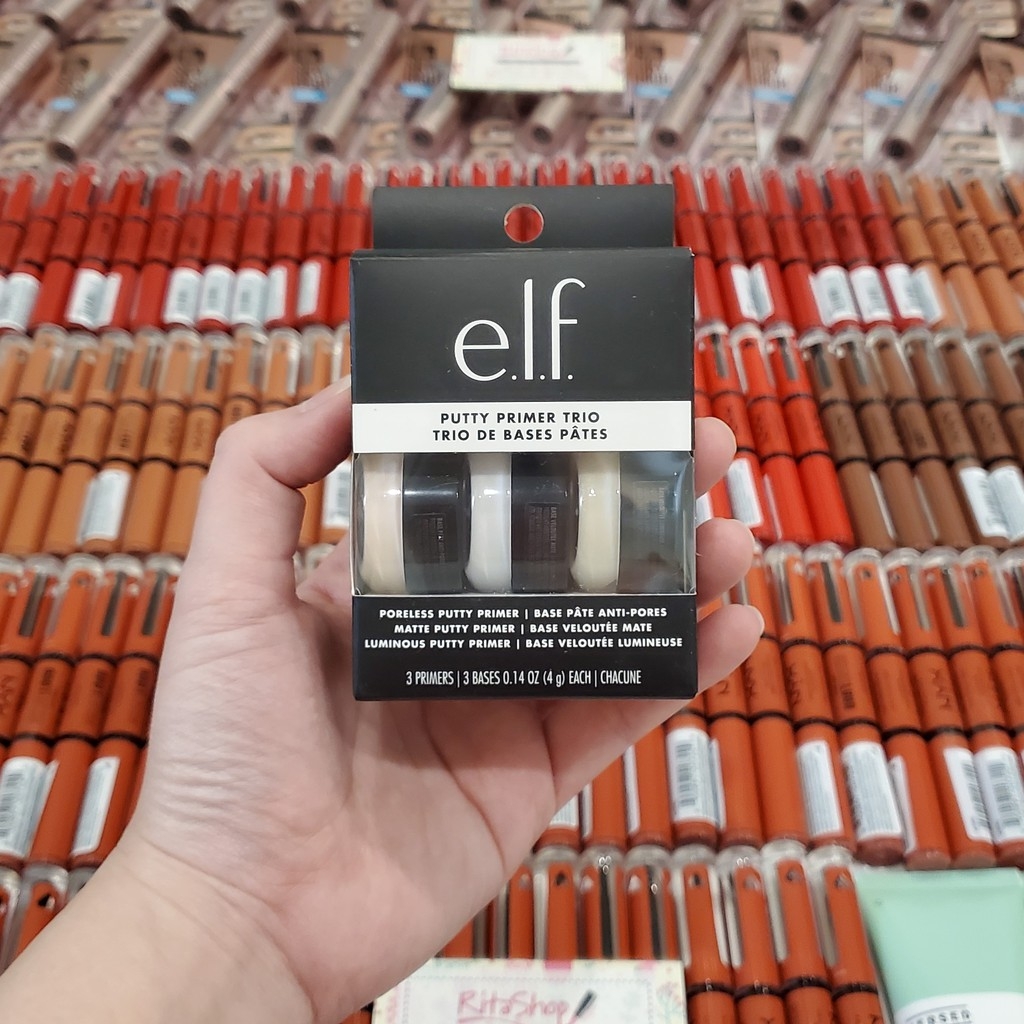 e.l.f.
PUTTY PRIMER TRIO
TRIO DE BASES PÂTES
PORELESS PUTTY PRIMER | BASE PÂTE ANTI-PORES
MATTE PUTTY PRIMER | BASE VELOUTÉE MATE
LUMINOUS PUTTY PRIMER | BASE VELOUTÉE LUMINEUSE
3 PRIMERS | 3 BASES 0.14 OZ (4 g) EACH | CHACUNE
RitaShop